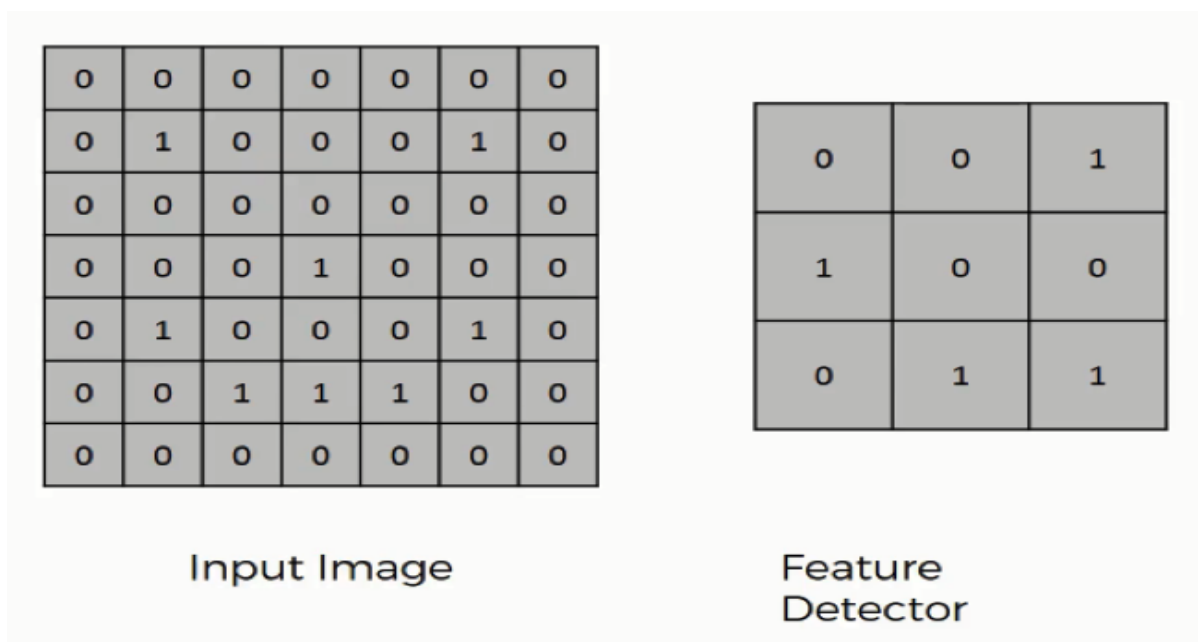 0 0 0 0 0 0 0
0 1 0 0 0 1 0
0 0 0 0 0 0 0
0 0 0 1 0 0 0
0 1 0 0 0 1 0
0 0 1 1 1 0 0
0 0 0 0 0 0 0
Input Image
0 0 1
1 0 0
0 1 1
Feature
Detector